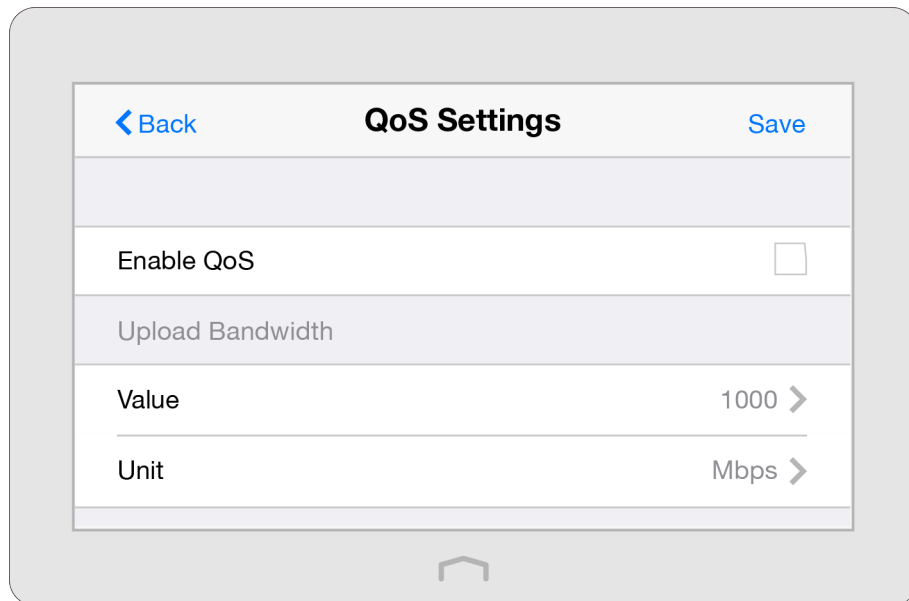 Back QoS Settings Save
Enable QoS
Upload Bandwidth
Value 1000
Unit Mbps